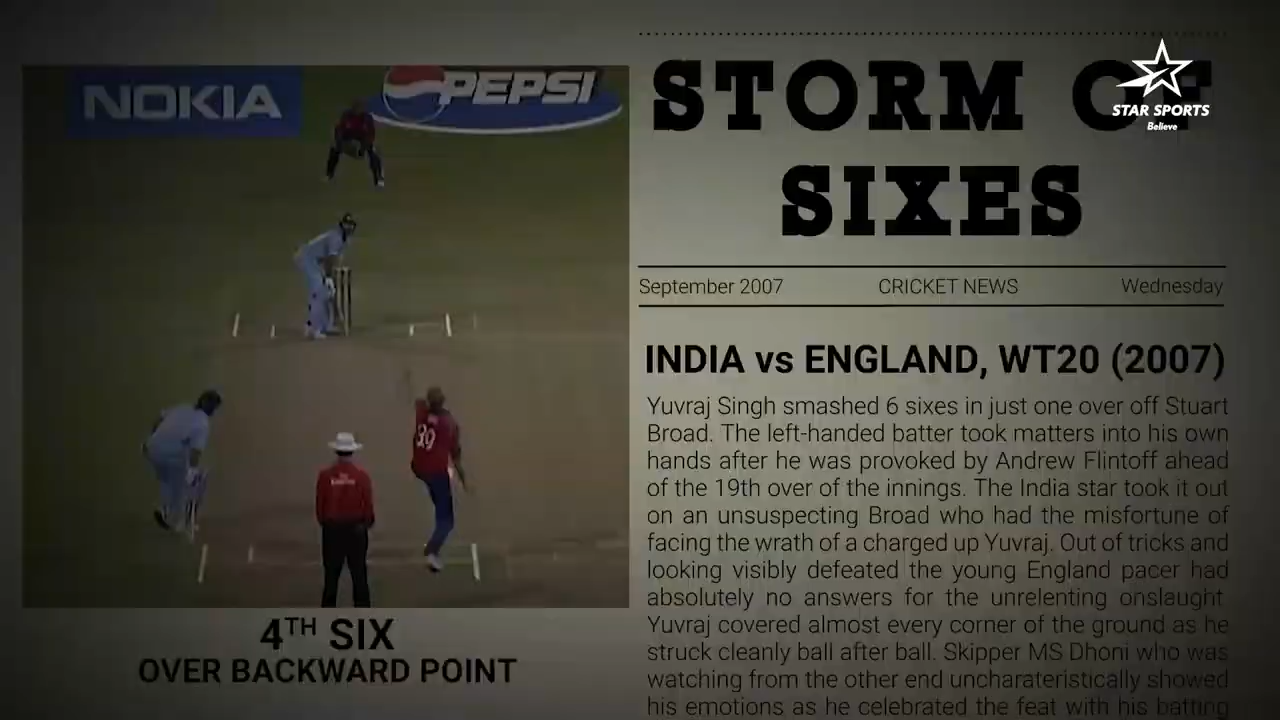 NOKIA
PEPSI
39
Fly Emirates
4TH SIX
OVER BACKWARD POINT
STORM OF
SIXES
STAR SPORTS
Believe
September 2007 CRICKET NEWS Wednesday
INDIA vs ENGLAND, WT20 (2007)
Yuvraj Singh smashed 6 sixes in just one over off Stuart
Broad. The left-handed batter took matters into his own
hands after he was provoked by Andrew Flintoff ahead
of the 19th over of the innings. The India star took it out
on an unsuspecting Broad who had the misfortune of
facing the wrath of a charged up Yuvraj. Out of tricks and
looking visibly defeated the young England pacer had
absolutely no answers for the unrelenting onslaught.
Yuvraj covered almost every corner of the ground as he
struck cleanly ball after ball. Skipper MS Dhoni who was
watching from the other end uncharateristically showed
his emotions as he celebrated the feat with his batting